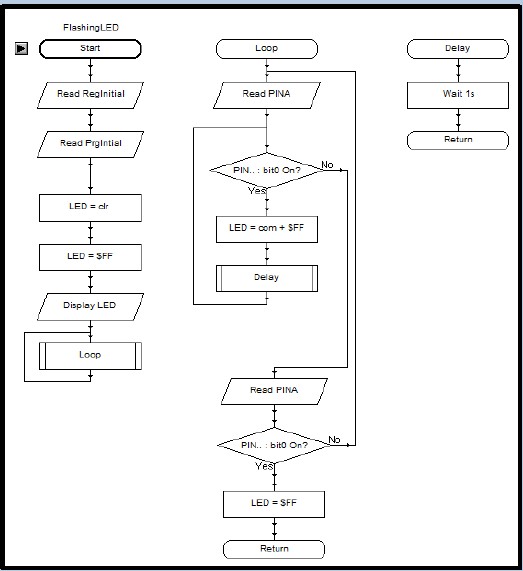 FlashingLED
Start
Read RegInitial
Read PrgIntial
LED = clr
LED = $FF
Display LED
Loop
Loop
Read PINA
PIN.. : bit0 On?
No
Yes
LED = com + $FF
Delay
Read PINA
PIN.. : bit0 On?
No
Yes
LED = $FF
Return
Delay
Wait 1s
Return